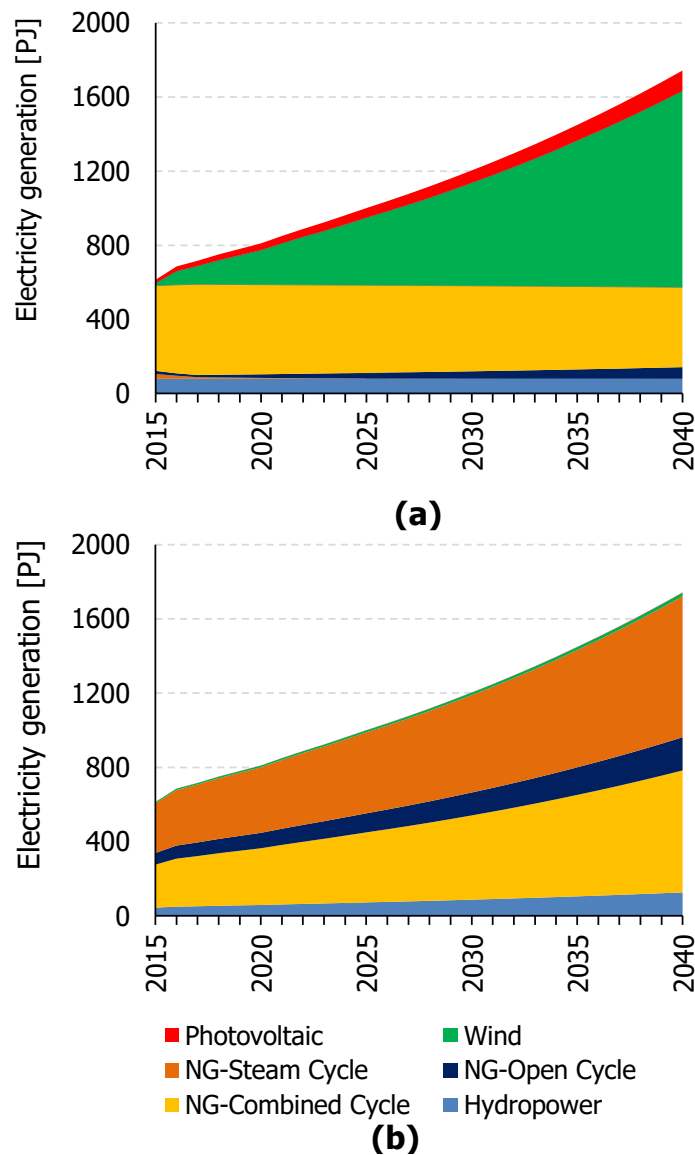 Electricity generation [PJ]
2000
1600
1200
800
400
0
2015 2020 2025 2030 2035 2040
(a)
Electricity generation [PJ]
2000
1600
1200
800
400
0
2015 2020 2025 2030 2035 2040
Photovoltaic Wind
NG-Steam Cycle NG-Open Cycle
NG-Combined Cycle Hydropower
(b)